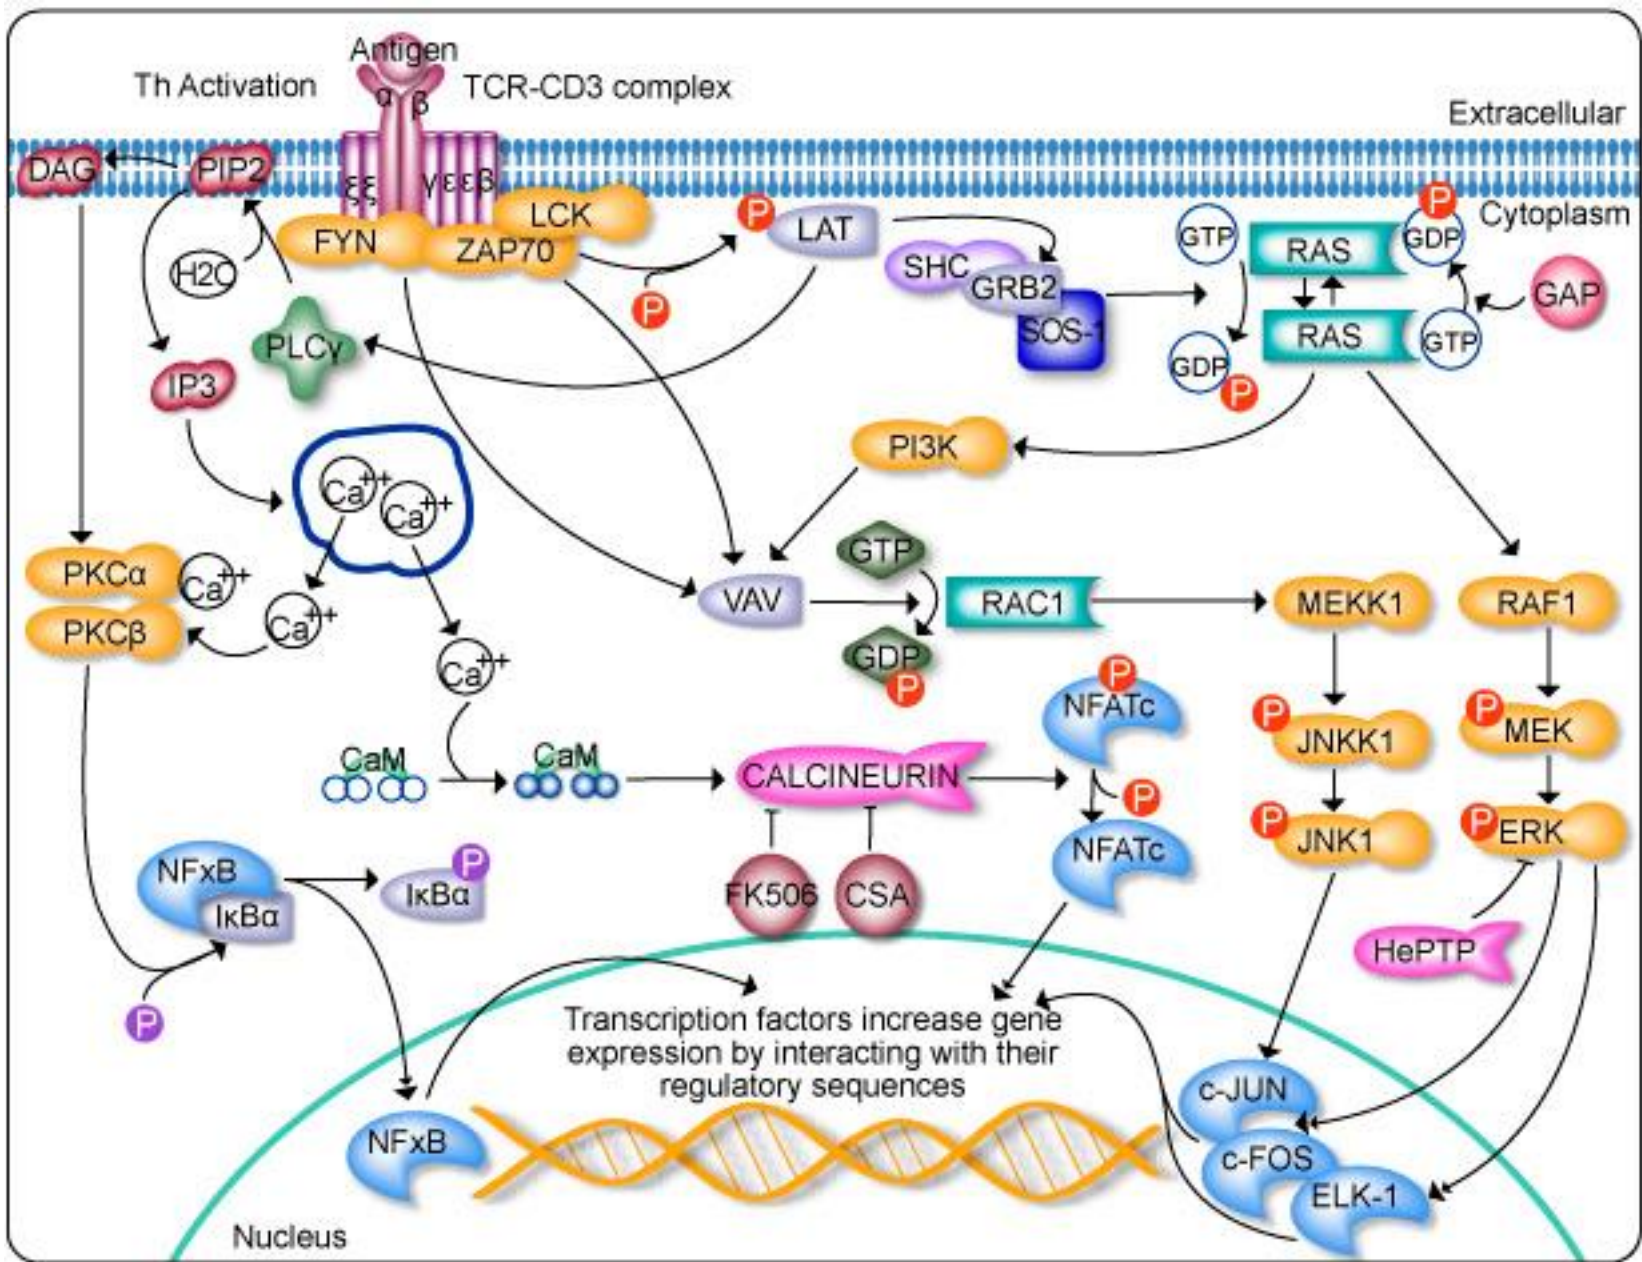 Antigen
Th Activation
α β
TCR-CD3 complex
Extracellular
DAG
PIP2
ξξ
γεεβ
LCK
FYN
ZAP70
P
LAT
GTP
RAS
P
GDP
Cytoplasm
H2O
SHC
GRB2
SOS-1
GAP
P
PLCγ
RAS
GTP
GDP
P
IP3
PI3K
Ca++
Ca++
GTP
PKCα
Ca++
PKCβ
Ca++
VAV
RAC1
MEKK1
RAF1
Ca++
GDP
P
P
NFATc
P
JNKK1
P
MEK
CaM
CaM
CALCINEURIN
P
NFATc
P
JNK1
P
ERK
NFxB
IκBα
P
IκBα
FK506
CSA
HePTP
P
Transcription factors increase gene
expression by interacting with their
regulatory sequences
c-JUN
NFxB
c-FOS
ELK-1
Nucleus